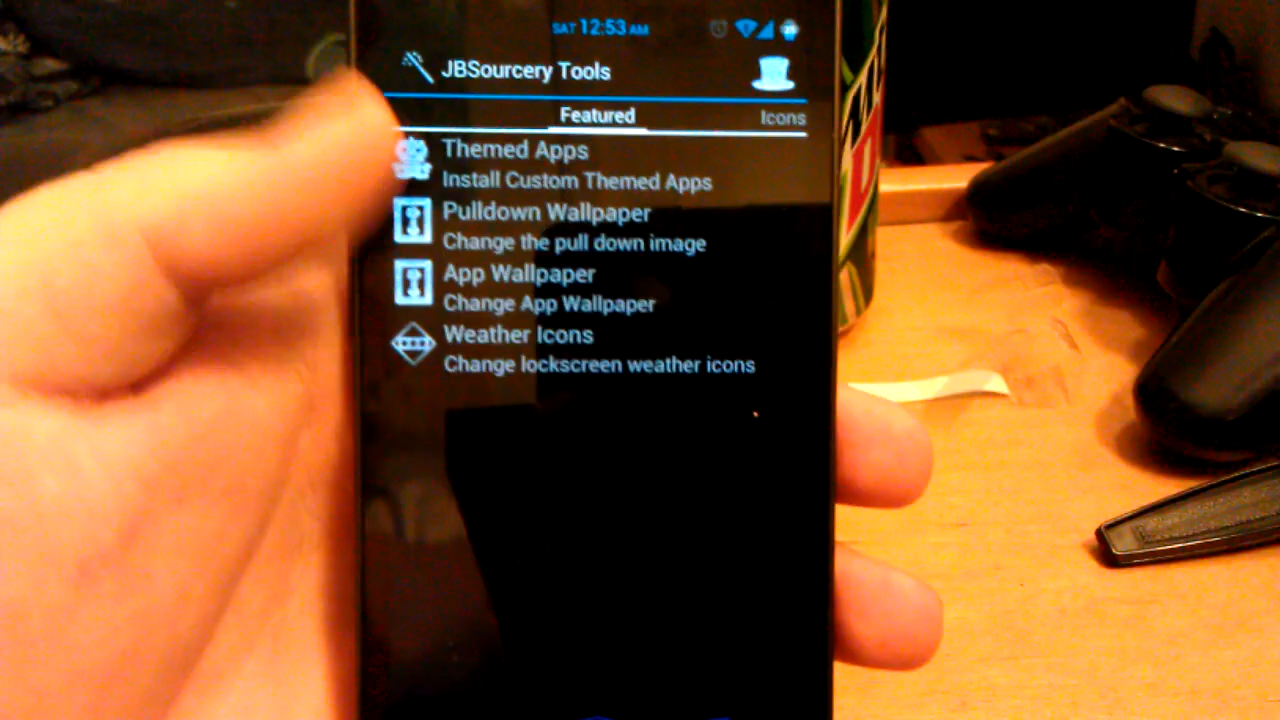 SAT 12:53 AM
JBSourcery Tools
Featured Icons
Themed Apps
Install Custom Themed Apps
Pulldown Wallpaper
Change the pull down image
App Wallpaper
Change App Wallpaper
Weather Icons
Change lockscreen weather icons